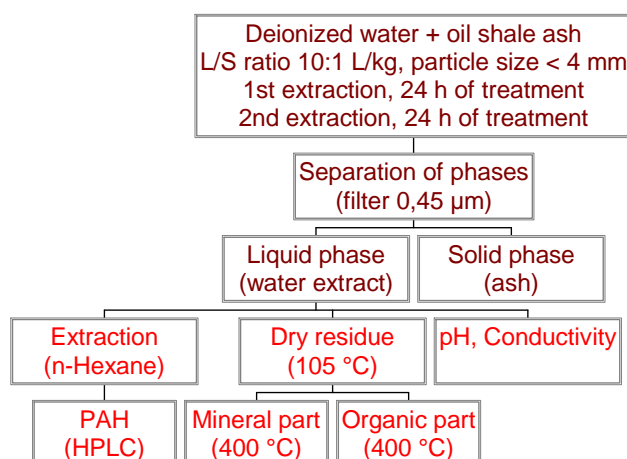 Deionized water + oil shale ash
L/S ratio 10:1 L/kg, particle size < 4 mm
1st extraction, 24 h of treatment
2nd extraction, 24 h of treatment
Separation of phases
(filter 0,45 µm)
Liquid phase
(water extract)
Solid phase
(ash)
Extraction
(n-Hexane)
Dry residue
(105 °C)
pH, Conductivity
PAH
(HPLC)
Mineral part
(400 °C)
Organic part
(400 °C)